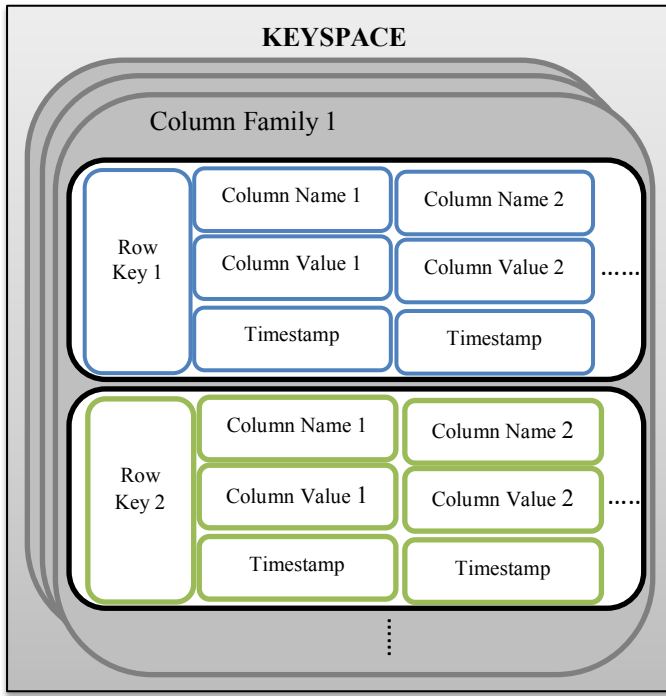 KEYSPACE
Column Family 1
Row
Key 1
Column Name 1
Column Name 2
Column Value 1
Column Value 2
......
Timestamp
Timestamp
Row
Key 2
Column Name 1
Column Name 2
Column Value 1
Column Value 2
......
Timestamp
Timestamp
......